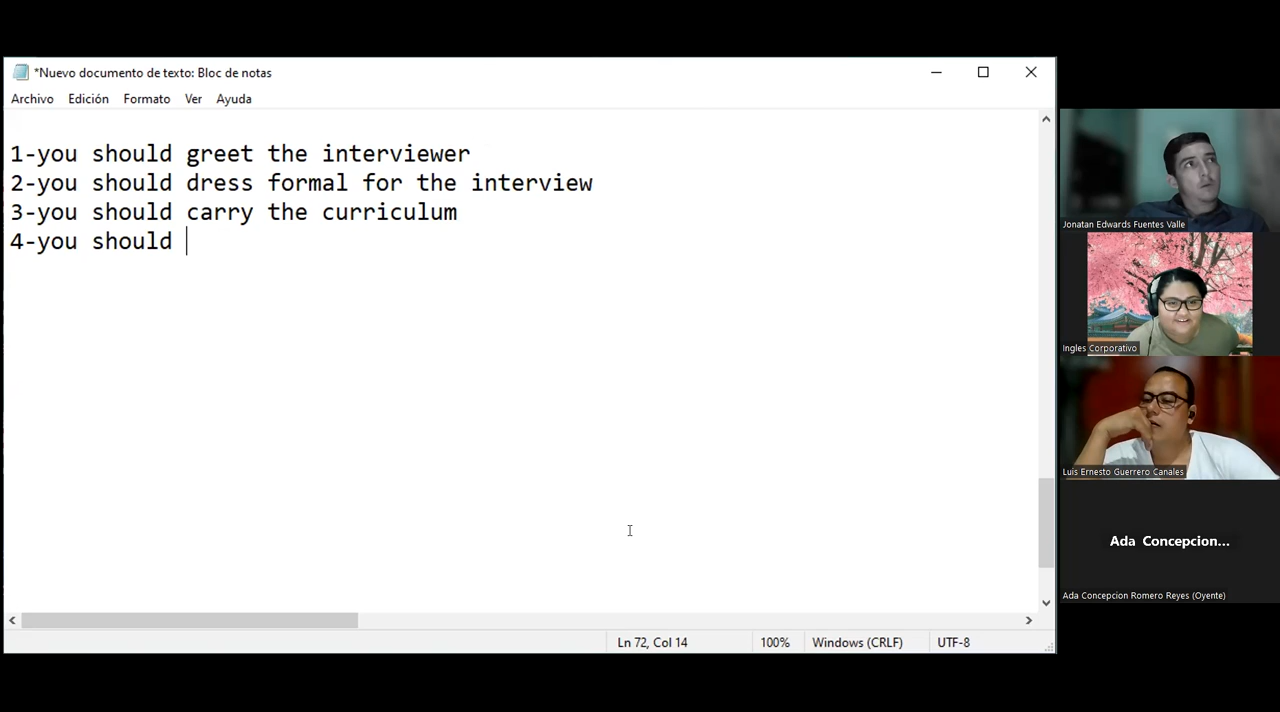 *Nuevo documento de texto: Bloc de notas
Archivo Edición Formato Ver Ayuda
1-you should greet the interviewer
2-you should dress formal for the interview
3-you should carry the curriculum
4-you should
Ln 72, Col 14 100% Windows (CRLF) UTF-8
Jonatan Edwards Fuentes Valle
Ingles Corporativo
Luis Ernesto Guerrero Canales
Ada Concepcion...
Ada Concepcion Romero Reyes (Oyente)